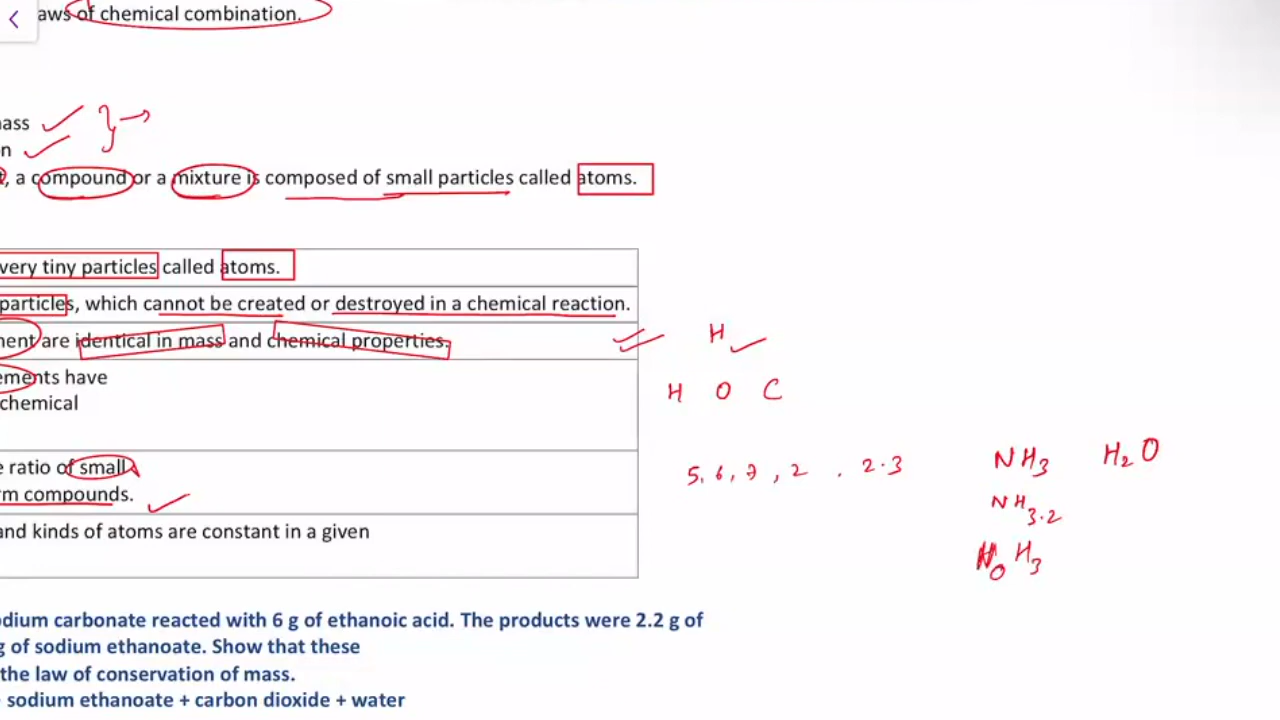 aws of chemical combination.
mass
n
, a compound or a mixture is composed of small particles called atoms.
very tiny particles called atoms.
particles, which cannot be created or destroyed in a chemical reaction.
ment are identical in mass and chemical properties.
H
ements have
H O C
chemical
e ratio of small
5, 6, 7, 2 . 2.3
NH3 H2O
rm compounds.
NH3.2
and kinds of atoms are constant in a given
N0H3
odium carbonate reacted with 6 g of ethanoic acid. The products were 2.2 g of
g of sodium ethanoate. Show that these
the law of conservation of mass.
sodium ethanoate + carbon dioxide + water